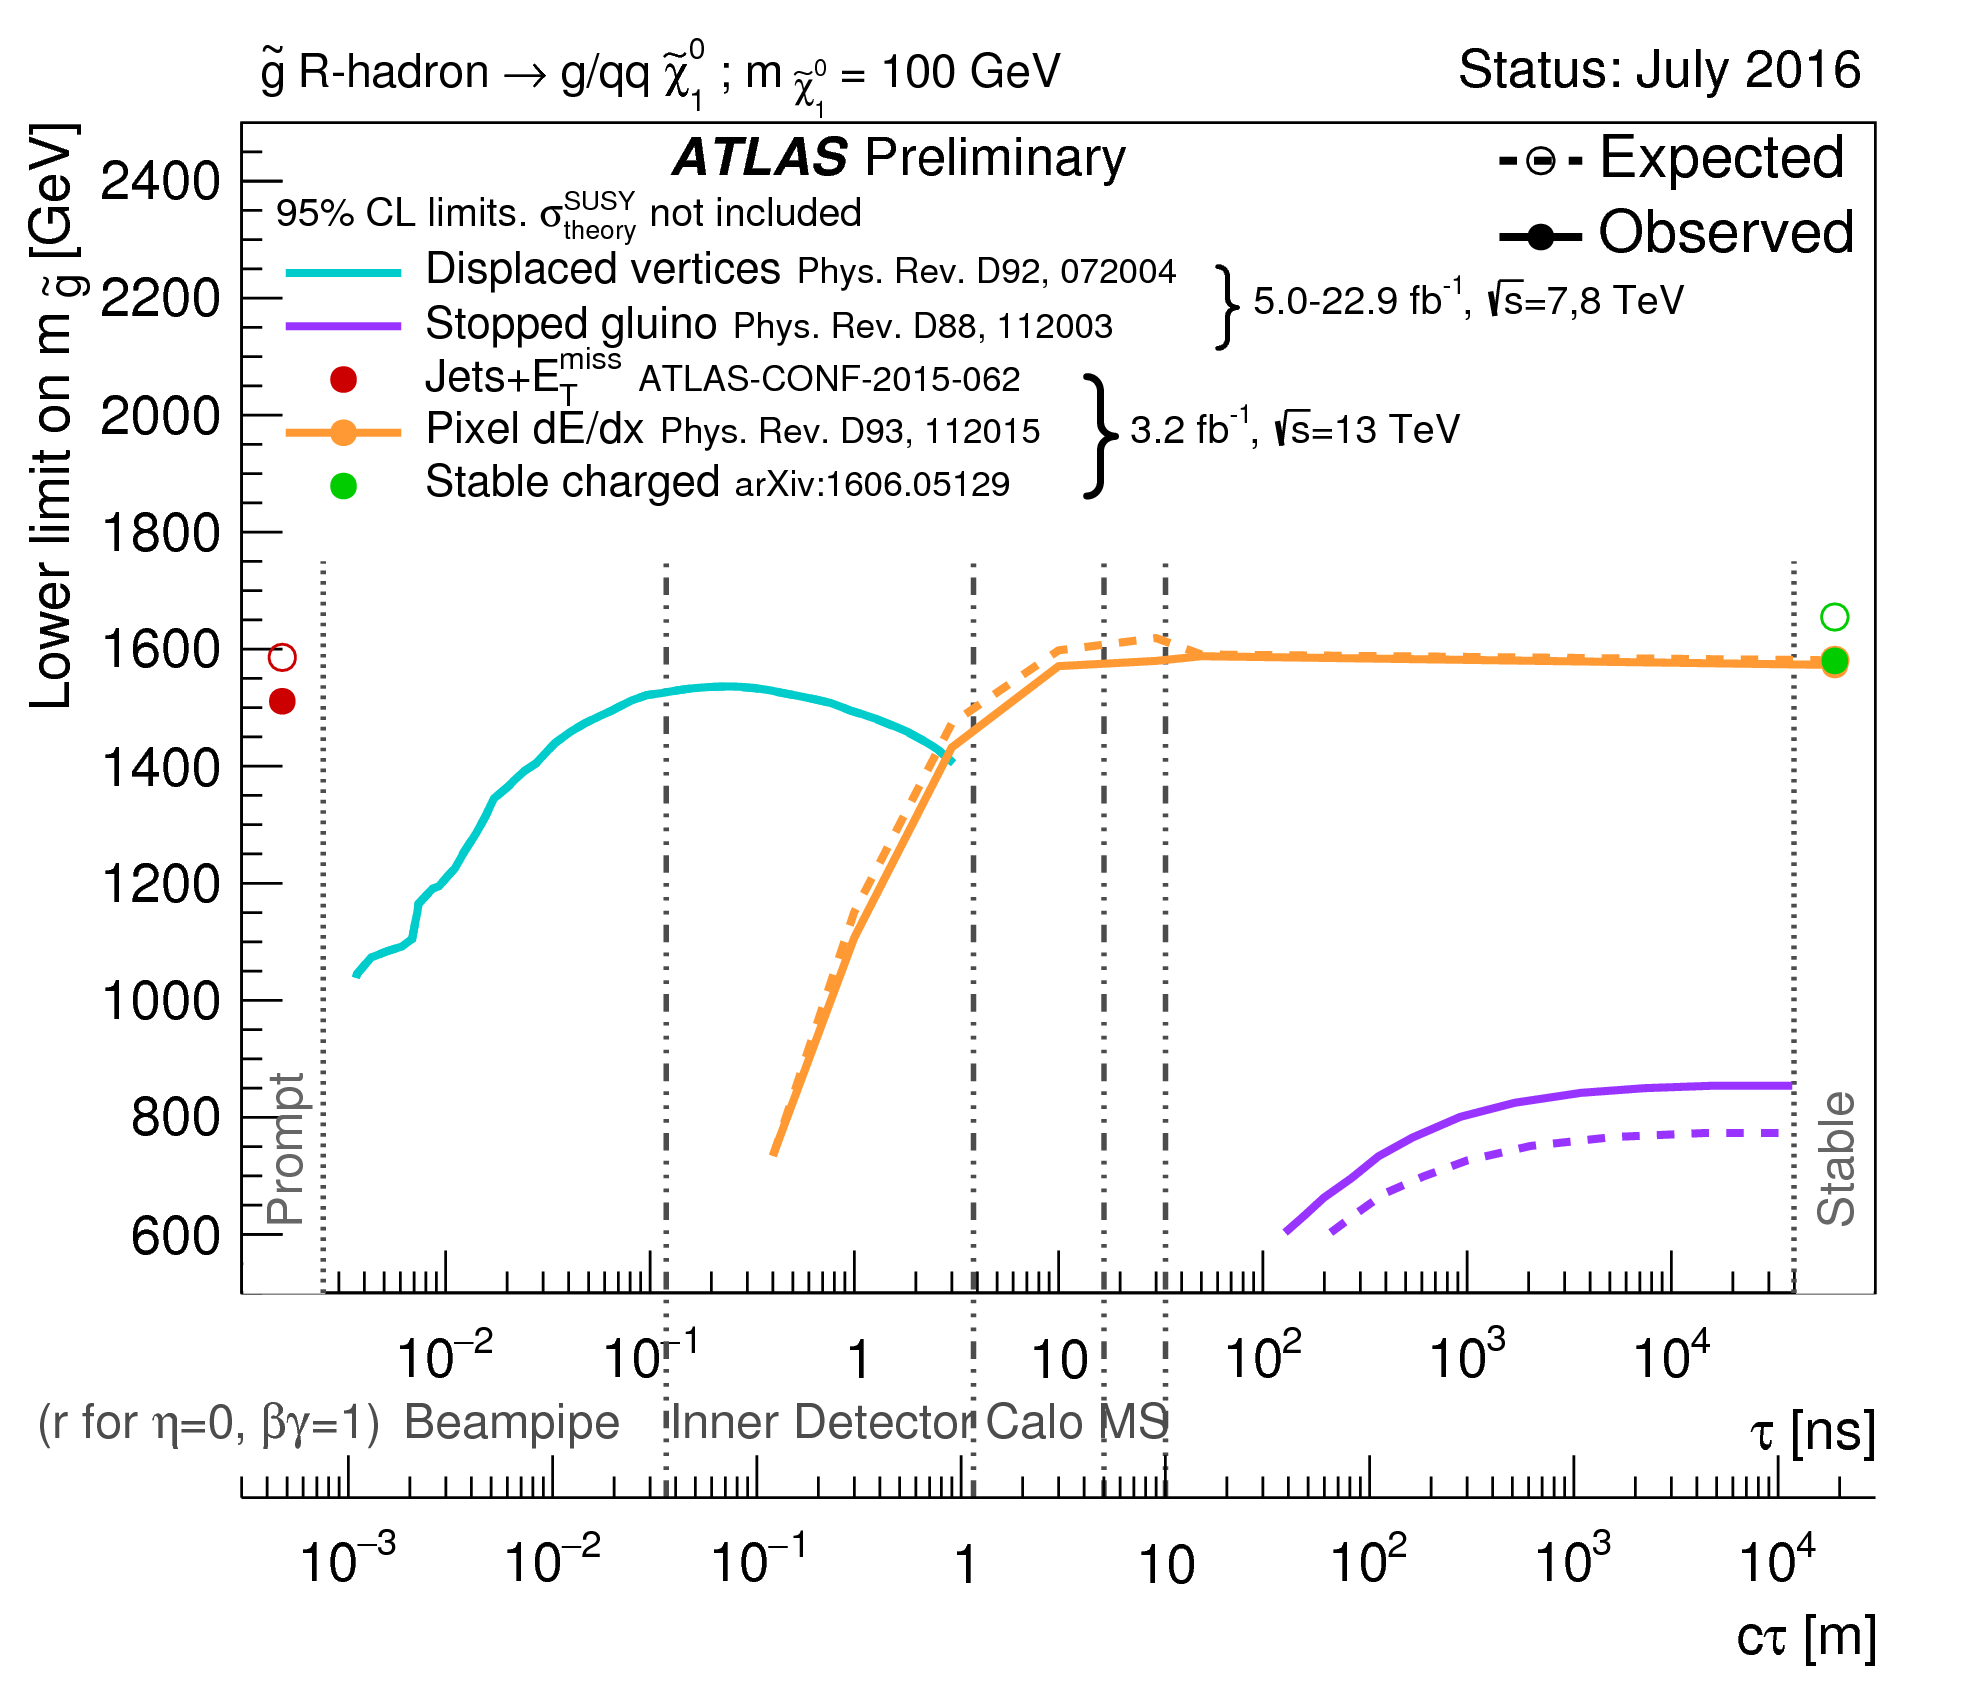 g̃ R-hadron → g/qq χ̃⁰₁ ; m χ̃⁰₁ = 100 GeV
Status: July 2016
Lower limit on m g̃ [GeV]
ATLAS Preliminary
Expected
Observed
95% CL limits. σ^SUSY_theory not included
Displaced vertices Phys. Rev. D92, 072004
Stopped gluino Phys. Rev. D88, 112003
5.0-22.9 fb⁻¹, √s=7,8 TeV
Jets+E_T^miss ATLAS-CONF-2015-062
Pixel dE/dx Phys. Rev. D93, 112015
Stable charged arXiv:1606.05129
3.2 fb⁻¹, √s=13 TeV
2400
2200
2000
1800
1600
1400
1200
1000
800
600
Prompt
Stable
10⁻² 10⁻¹ 1 10 10² 10³ 10⁴
τ [ns]
(r for η=0, βγ=1) Beampipe Inner Detector Calo MS
10⁻³ 10⁻² 10⁻¹ 1 10 10² 10³ 10⁴
cτ [m]